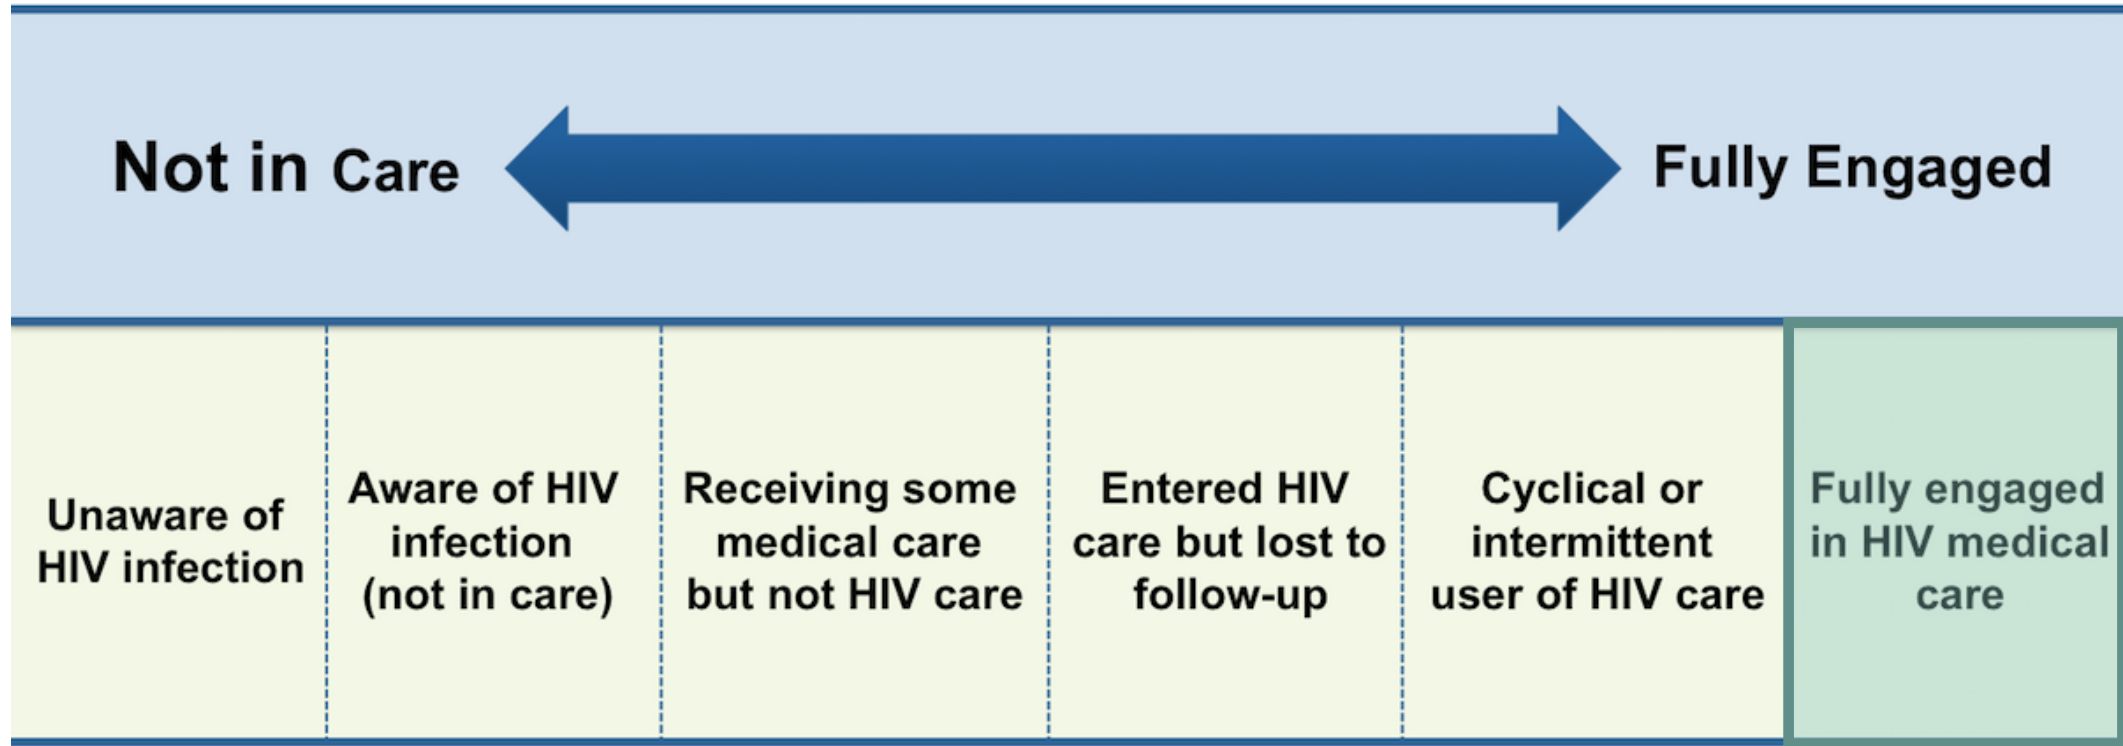 Not in Care
Fully Engaged
Unaware of
HIV infection
Aware of HIV
infection
(not in care)
Receiving some
medical care
but not HIV care
Entered HIV
care but lost to
follow-up
Cyclical or
intermittent
user of HIV care
Fully engaged
in HIV medical
care